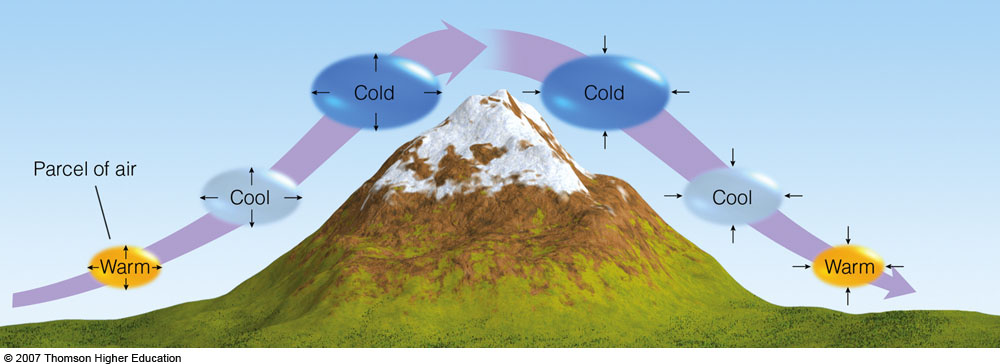 Cold
Cold
Parcel of air
Cool
Cool
Warm
Warm
© 2007 Thomson Higher Education